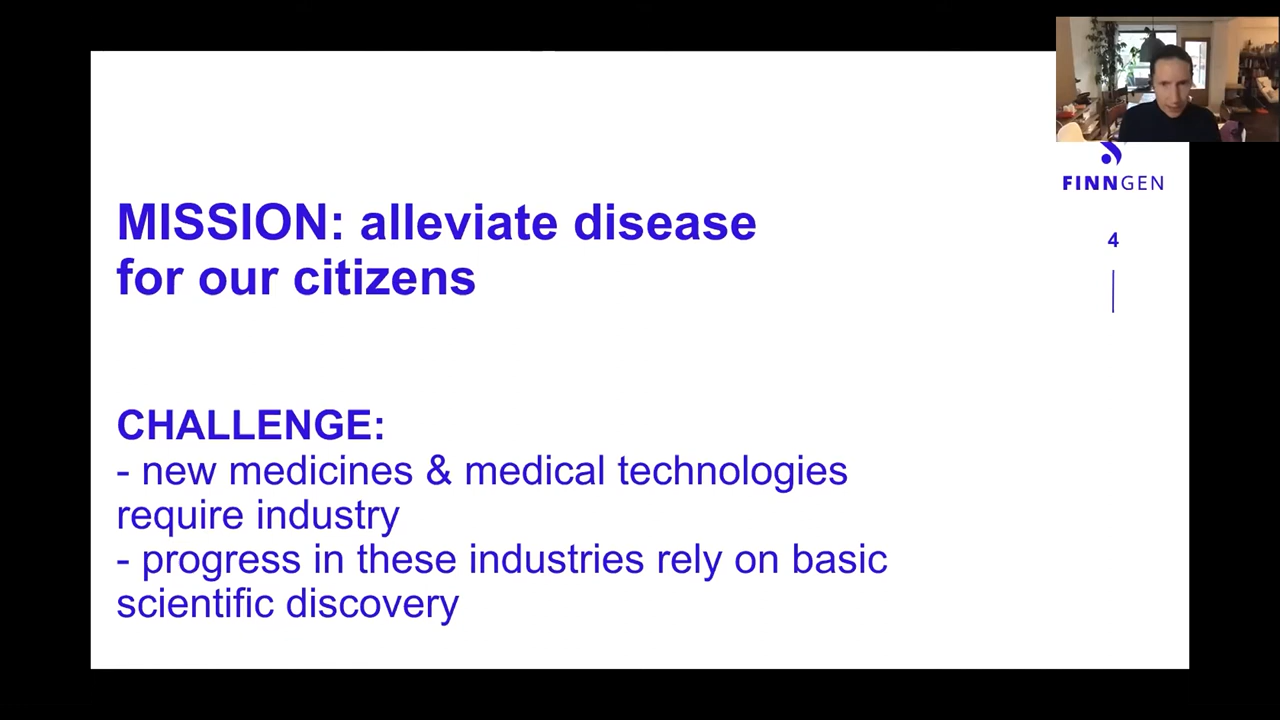 FINNGEN
4
MISSION: alleviate disease
for our citizens
CHALLENGE:
- new medicines & medical technologies
require industry
- progress in these industries rely on basic
scientific discovery